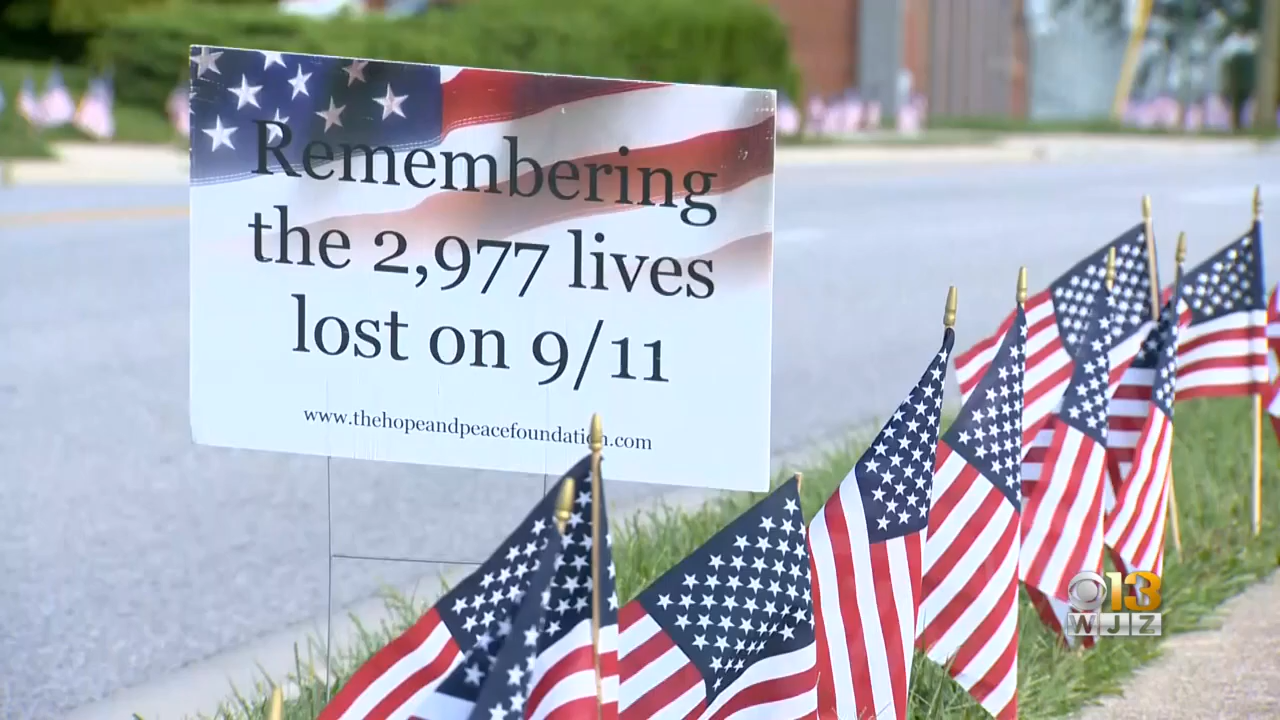 Remembering
the 2,977 lives
lost on 9/11
www.thehopeandpeacefoundation.com
13
WJZ